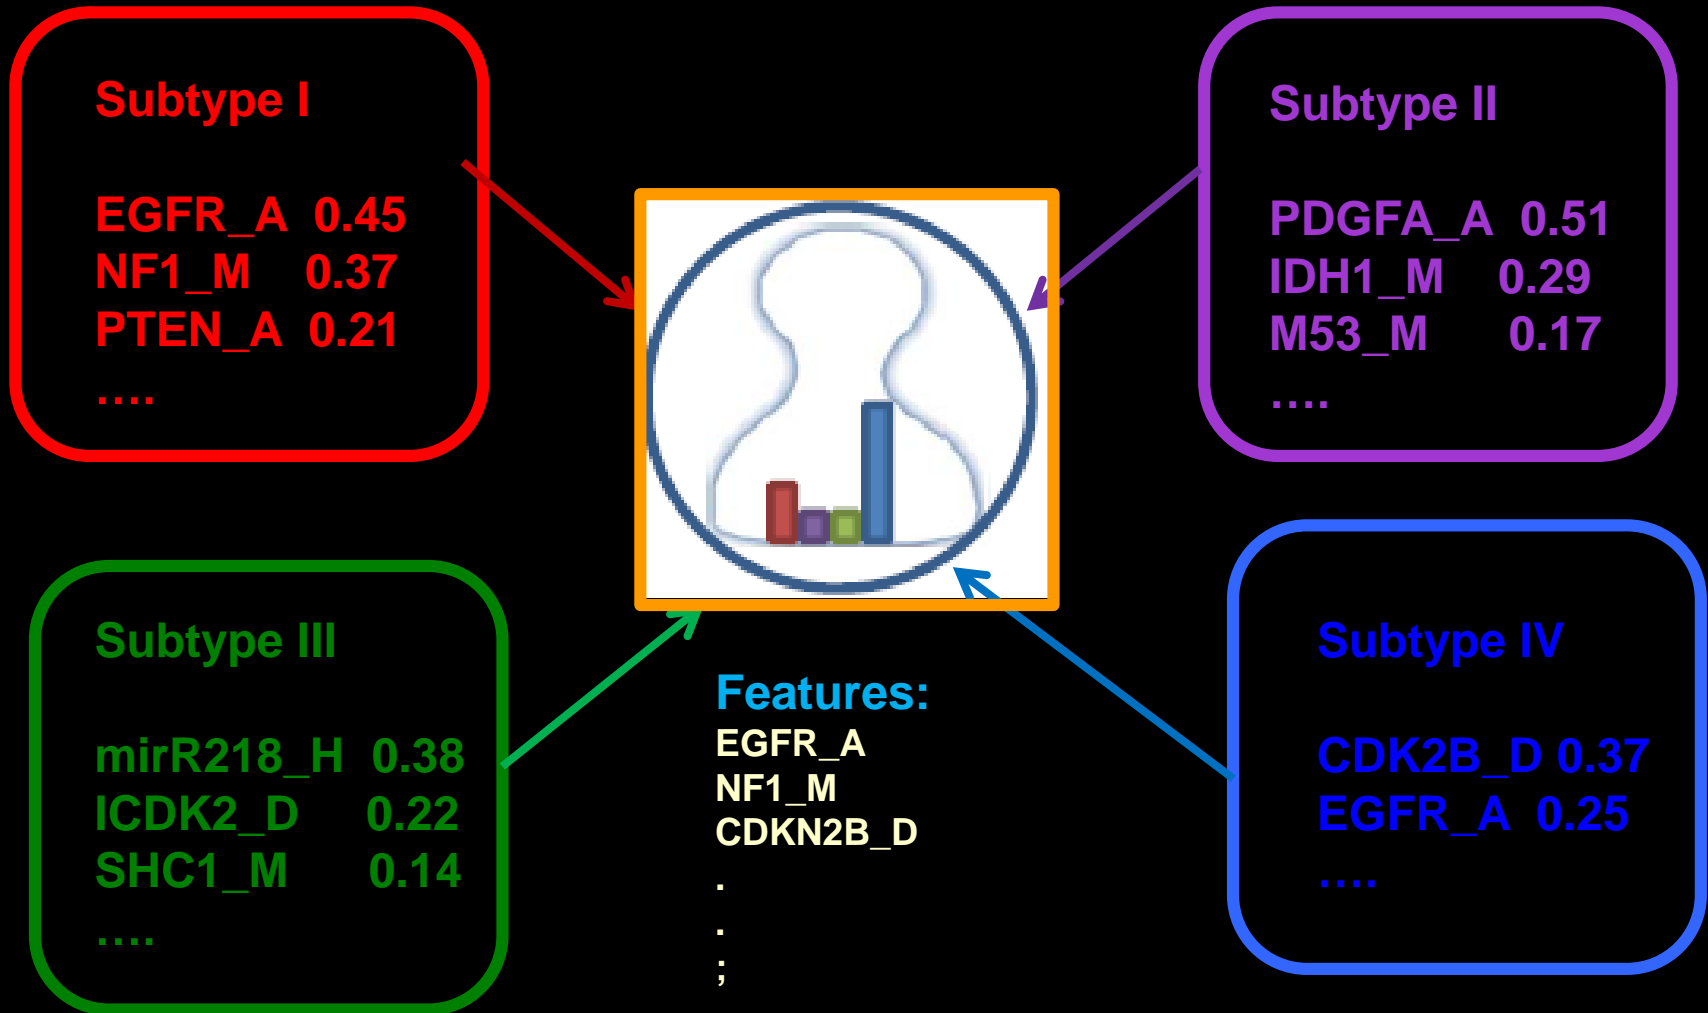 Subtype I
EGFR_A 0.45
NF1_M 0.37
PTEN_A 0.21
....
Subtype II
PDGFA_A 0.51
IDH1_M 0.29
M53_M 0.17
....
Subtype III
mirR218_H 0.38
ICDK2_D 0.22
SHC1_M 0.14
....
Features:
EGFR_A
NF1_M
CDKN2B_D
.
.
;
Subtype IV
CDK2B_D 0.37
EGFR_A 0.25
....